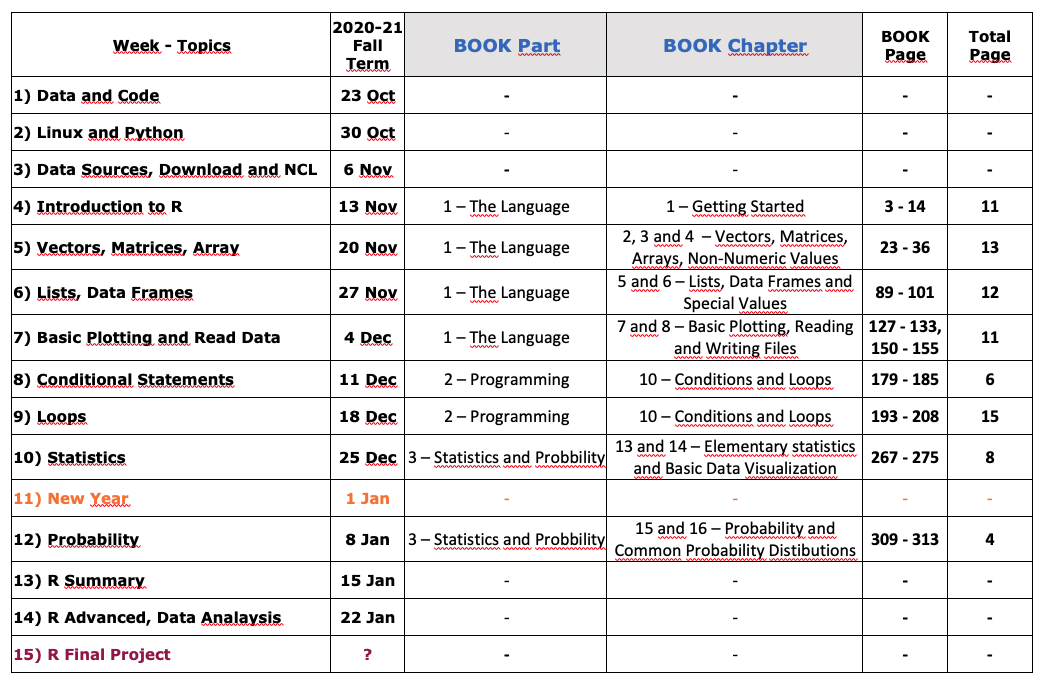 Week - Topics 2020-21 Fall Term BOOK Part BOOK Chapter BOOK Page Total Page
1) Data and Code 23 Oct - - - -
2) Linux and Python 30 Oct - - - -
3) Data Sources, Download and NCL 6 Nov - - - -
4) Introduction to R 13 Nov 1 – The Language 1 – Getting Started 3 - 14 11
5) Vectors, Matrices, Array 20 Nov 1 – The Language 2, 3 and 4 – Vectors, Matrices, Arrays, Non-Numeric Values 23 - 36 13
6) Lists, Data Frames 27 Nov 1 – The Language 5 and 6 – Lists, Data Frames and Special Values 89 - 101 12
7) Basic Plotting and Read Data 4 Dec 1 – The Language 7 and 8 – Basic Plotting, Reading and Writing Files 127 - 133, 150 - 155 11
8) Conditional Statements 11 Dec 2 – Programming 10 – Conditions and Loops 179 - 185 6
9) Loops 18 Dec 2 – Programming 10 – Conditions and Loops 193 - 208 15
10) Statistics 25 Dec 3 – Statistics and Probbility 13 and 14 – Elementary statistics and Basic Data Visualization 267 - 275 8
11) New Year 1 Jan - - - -
12) Probability 8 Jan 3 – Statistics and Probbility 15 and 16 – Probability and Common Probability Distibutions 309 - 313 4
13) R Summary 15 Jan - - - -
14) R Advanced, Data Analaysis 22 Jan - - - -
15) R Final Project ? - - - -